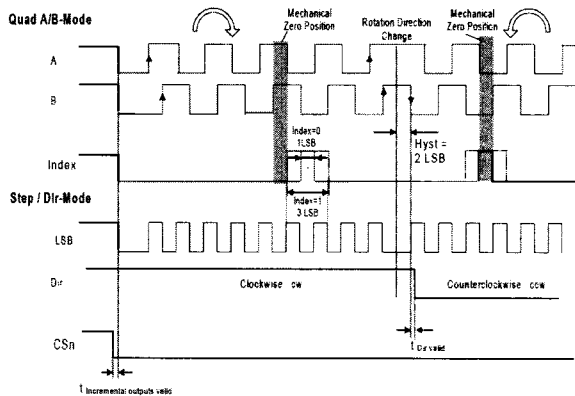 Quad A/B-Mode
Mechanical
Zero Position
Rotation Direction
Change
Mechanical
Zero Position
A
B
Index=0
1LSB
Hyst =
2 LSB
Index
Index=1
3 LSB
Step / Dir-Mode
LSB
Dir
Clockwise cw
Counterclockwise ccw
t Dir valid
CSn
t Incremental outputs valid